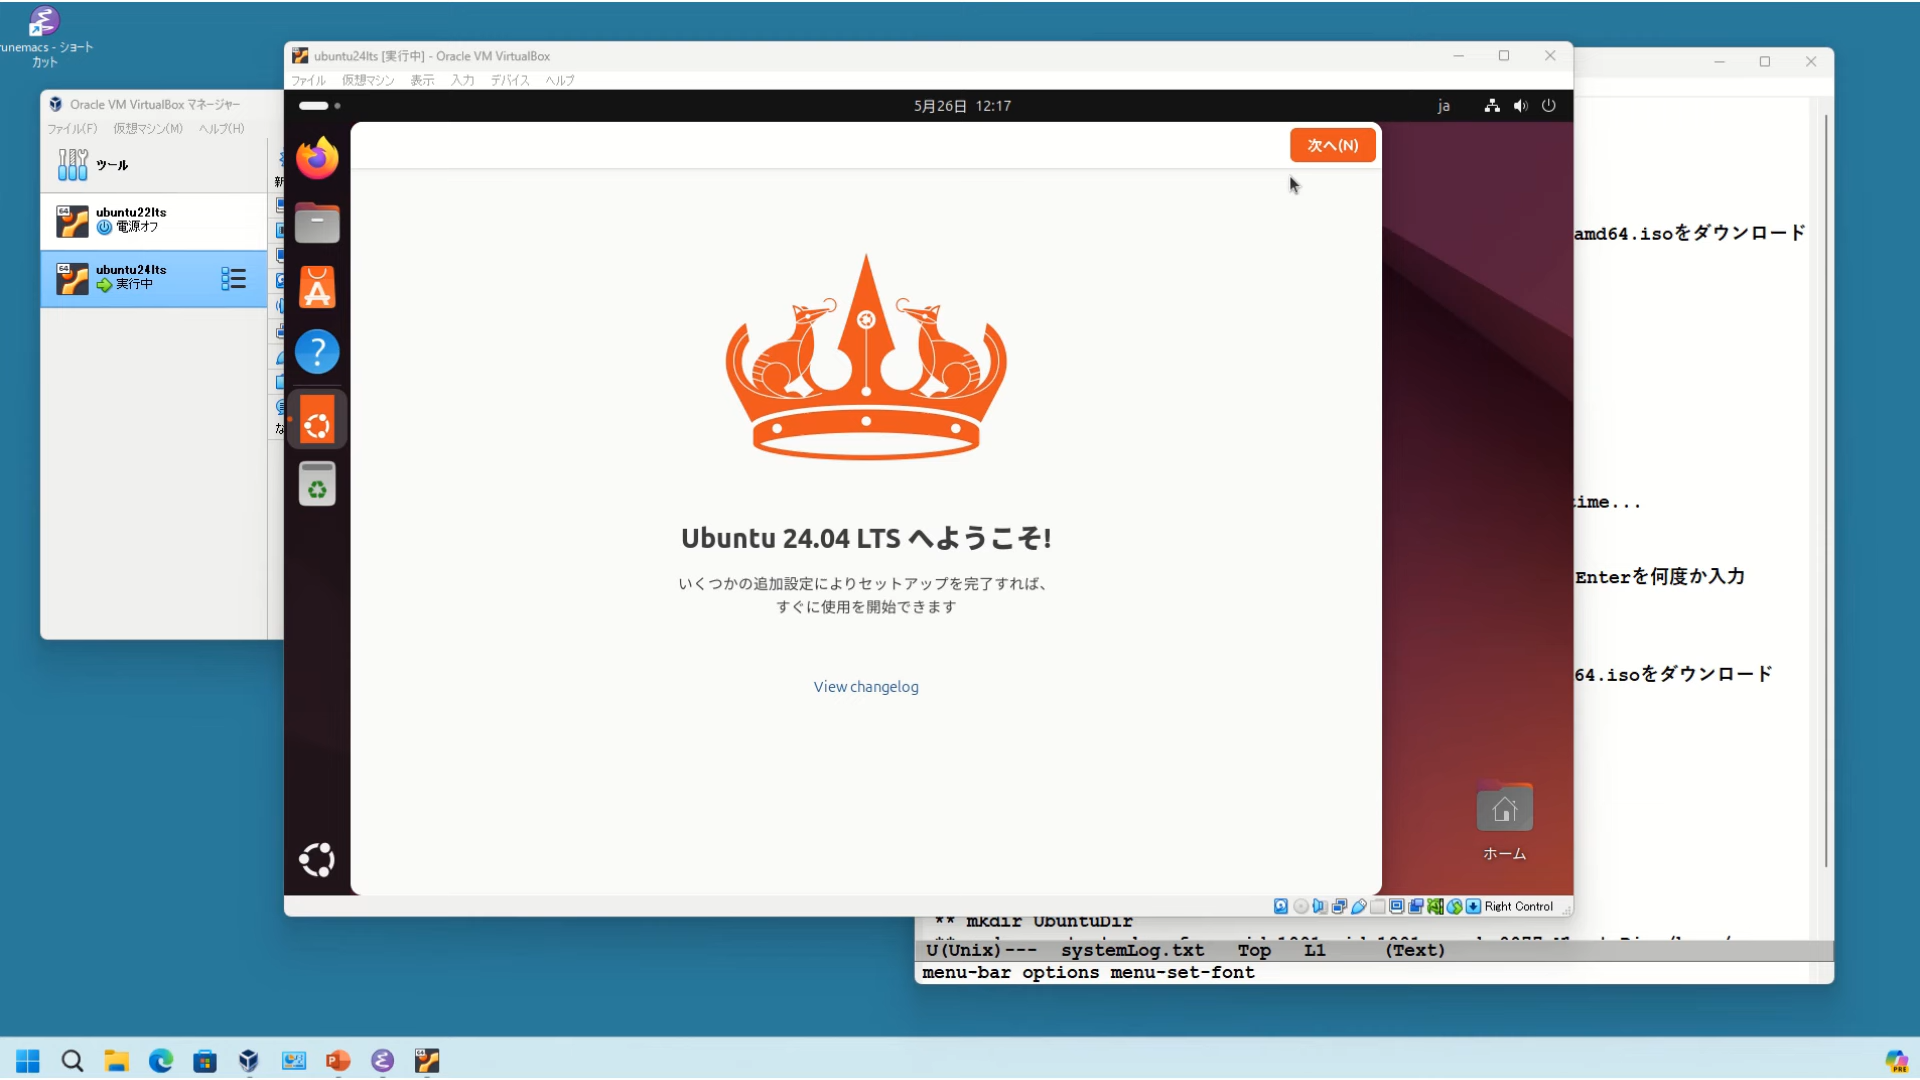 runemacs - ショート
カット
Oracle VM VirtualBox マネージャー
ファイル(F) 仮想マシン(M) ヘルプ(H)
ツール
ubuntu22lts
電源オフ
ubuntu24lts
実行中
ubuntu24lts [実行中] - Oracle VM VirtualBox
ファイル 仮想マシン 表示 入力 デバイス ヘルプ
5月26日 12:17
ja
次へ(N)
Ubuntu 24.04 LTS へようこそ!
いくつかの追加設定によりセットアップを完了すれば、
すぐに使用を開始できます
View changelog
ホーム
Right Control
amd64.isoをダウンロード
time...
Enterを何度か入力
64.isoをダウンロード
** mkdir UbuntuDir
U(Unix)--- systemLog.txt Top L1 (Text)
menu-bar options menu-set-font